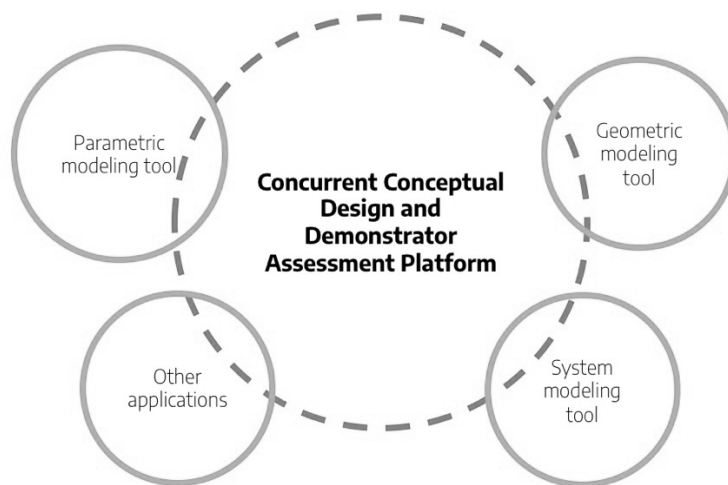 Parametric
modeling tool
Geometric
modeling
tool
Concurrent Conceptual
Design and
Demonstrator
Assessment Platform
Other
applications
System
modeling
tool